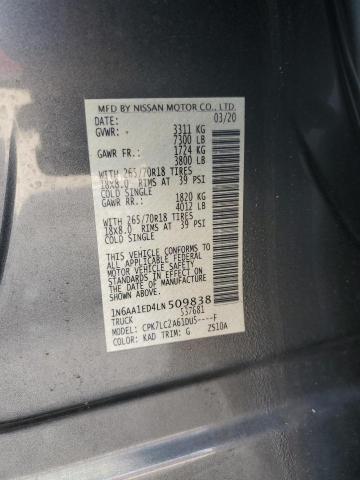 MFD BY NISSAN MOTOR CO., LTD.
DATE: 03/20
GVWR: 3311 KG
7300 LB
GAWR FR.: 1724 KG
3800 LB
WITH 265/70R18 TIRES
18x8.0 RIMS AT 39 PSI
COLD SINGLE
GAWR RR.: 1820 KG
4012 LB
WITH 265/70R18 TIRES
18x8.0 RIMS AT 39 PSI
COLD SINGLE
THIS VEHICLE CONFORMS TO
ALL APPLICABLE FEDERAL
MOTOR VEHICLE SAFETY
STANDARDS IN EFFECT ON
THE DATE OF MANUFACTURE
SHOWN ABOVE.
1N6AA1ED4LN509838
TRUCK 537681
MODEL: CPK7LC2A61DUS----F
COLOR: KAD TRIM: G ZS10A